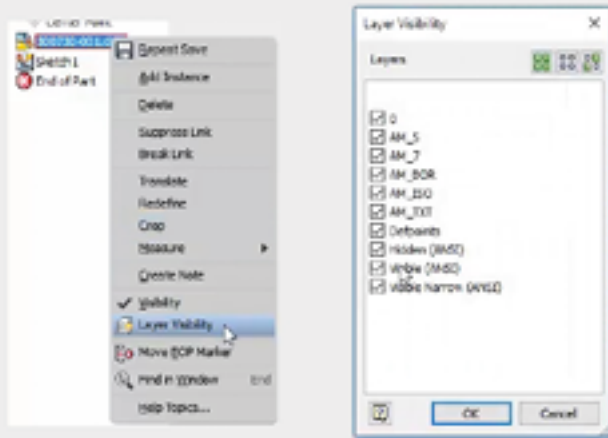 Sketch1
End of Part
Repeat Save
Add Instance
Delete
Suppress Link
Break Link
Translate
Redefine
Crop
Measure
Create Note
Visibility
Layer Visibility
Move EOP Marker
Find in Window End
Help Topics...
Layer Visibility
Layers
0
AM_5
AM_7
AM_BOR
AM_ISO
AM_TXT
Defpoints
Hidden (ANSI)
Visible (ANSI)
Visible Narrow (ANSI)
OK Cancel